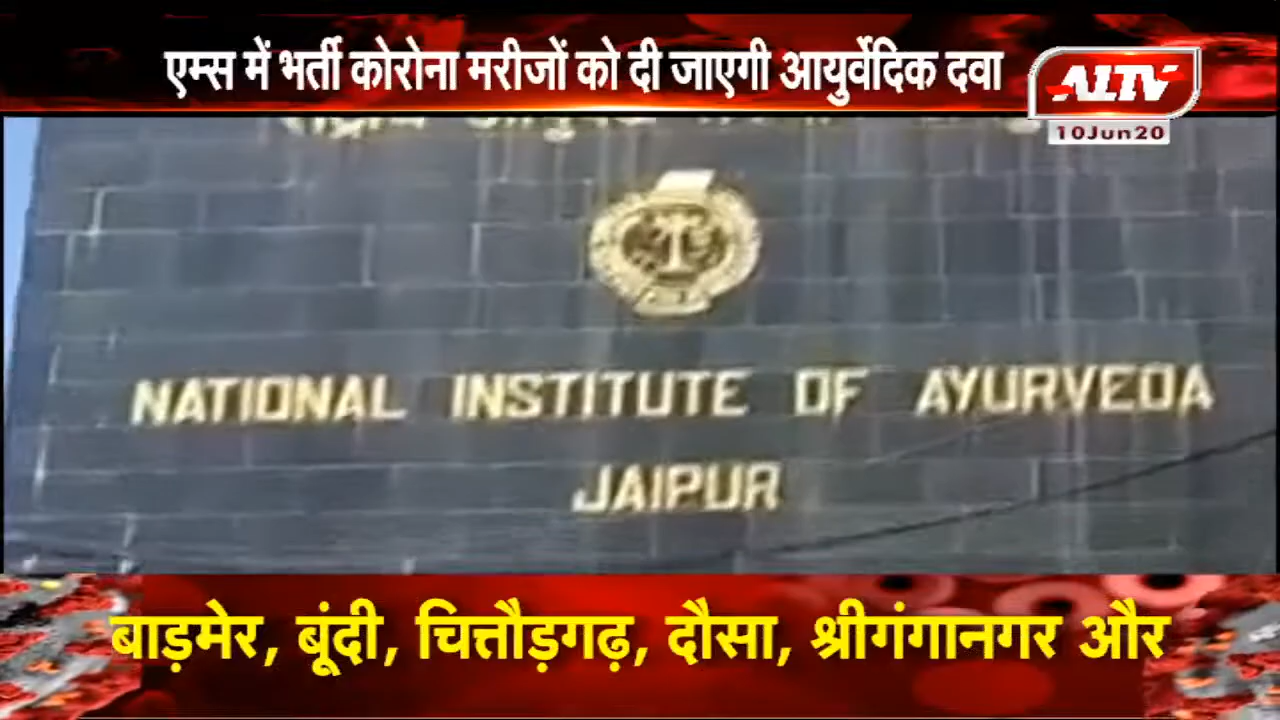 एम्स में भर्ती कोरोना मरीजों को दी जाएगी आयुर्वेदिक दवा
ALTV
10Jun20
NATIONAL INSTITUTE OF AYURVEDA
JAIPUR
बाड़मेर, बूंदी, चित्तौड़गढ़, दौसा, श्रीगंगानगर और